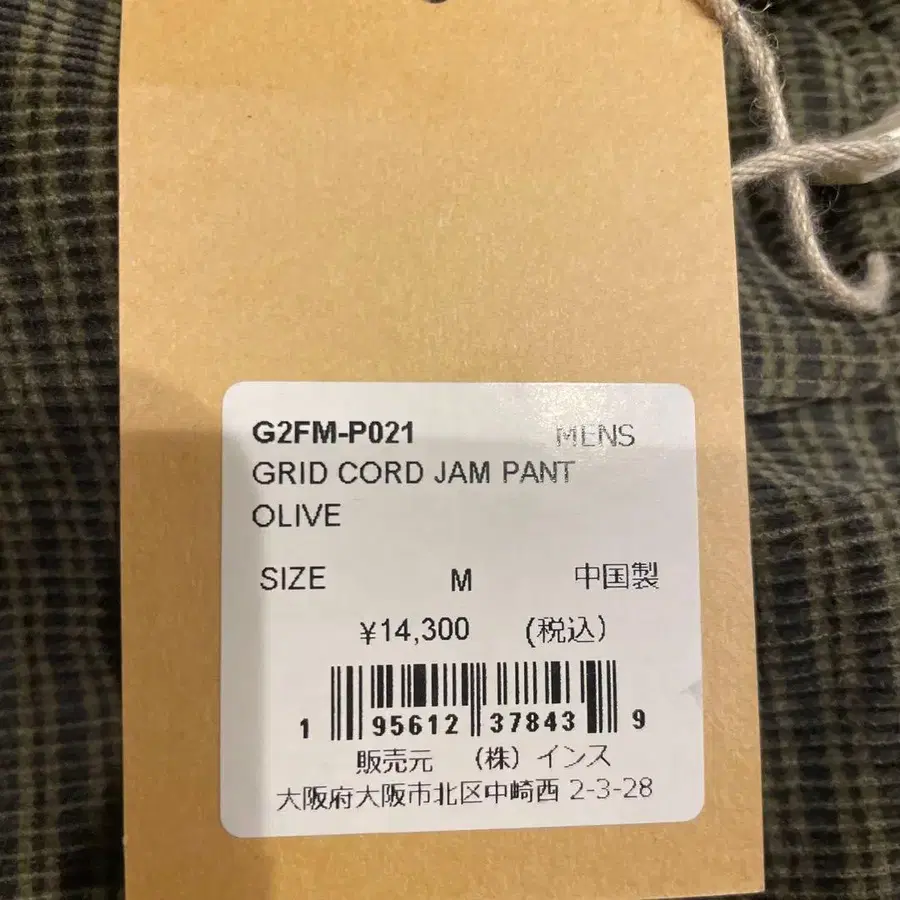 G2FM-P021 MENS
GRID CORD JAM PANT
OLIVE
SIZE M 中国製
¥14,300 (税込)
1 95612 37843 9
販売元 (株) インス
大阪府大阪市北区中崎西 2-3-28